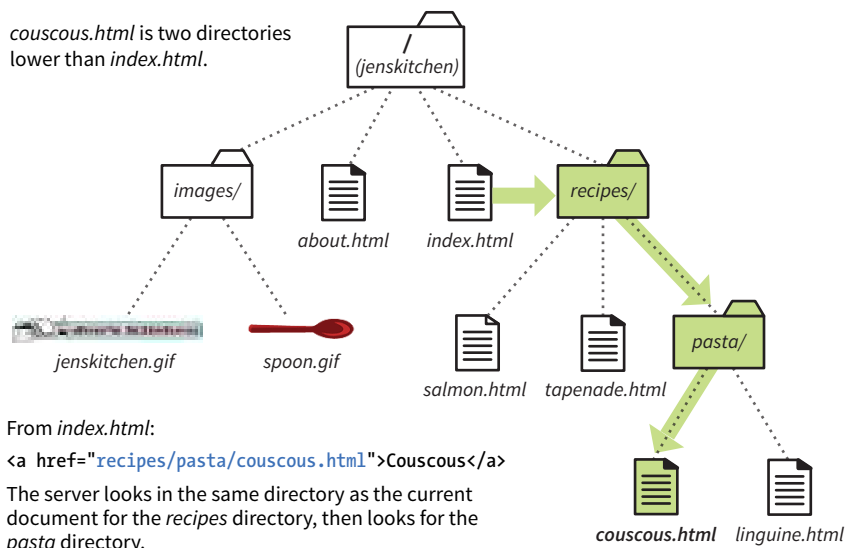 couscous.html is two directories
lower than index.html.
/
(jenskitchen)
images/
about.html
index.html
recipes/
jenskitchen.gif
spoon.gif
salmon.html
tapenade.html
pasta/
From index.html:
<a href="recipes/pasta/couscous.html">Couscous</a>
The server looks in the same directory as the current
document for the recipes directory, then looks for the
pasta directory.
couscous.html
linguine.html